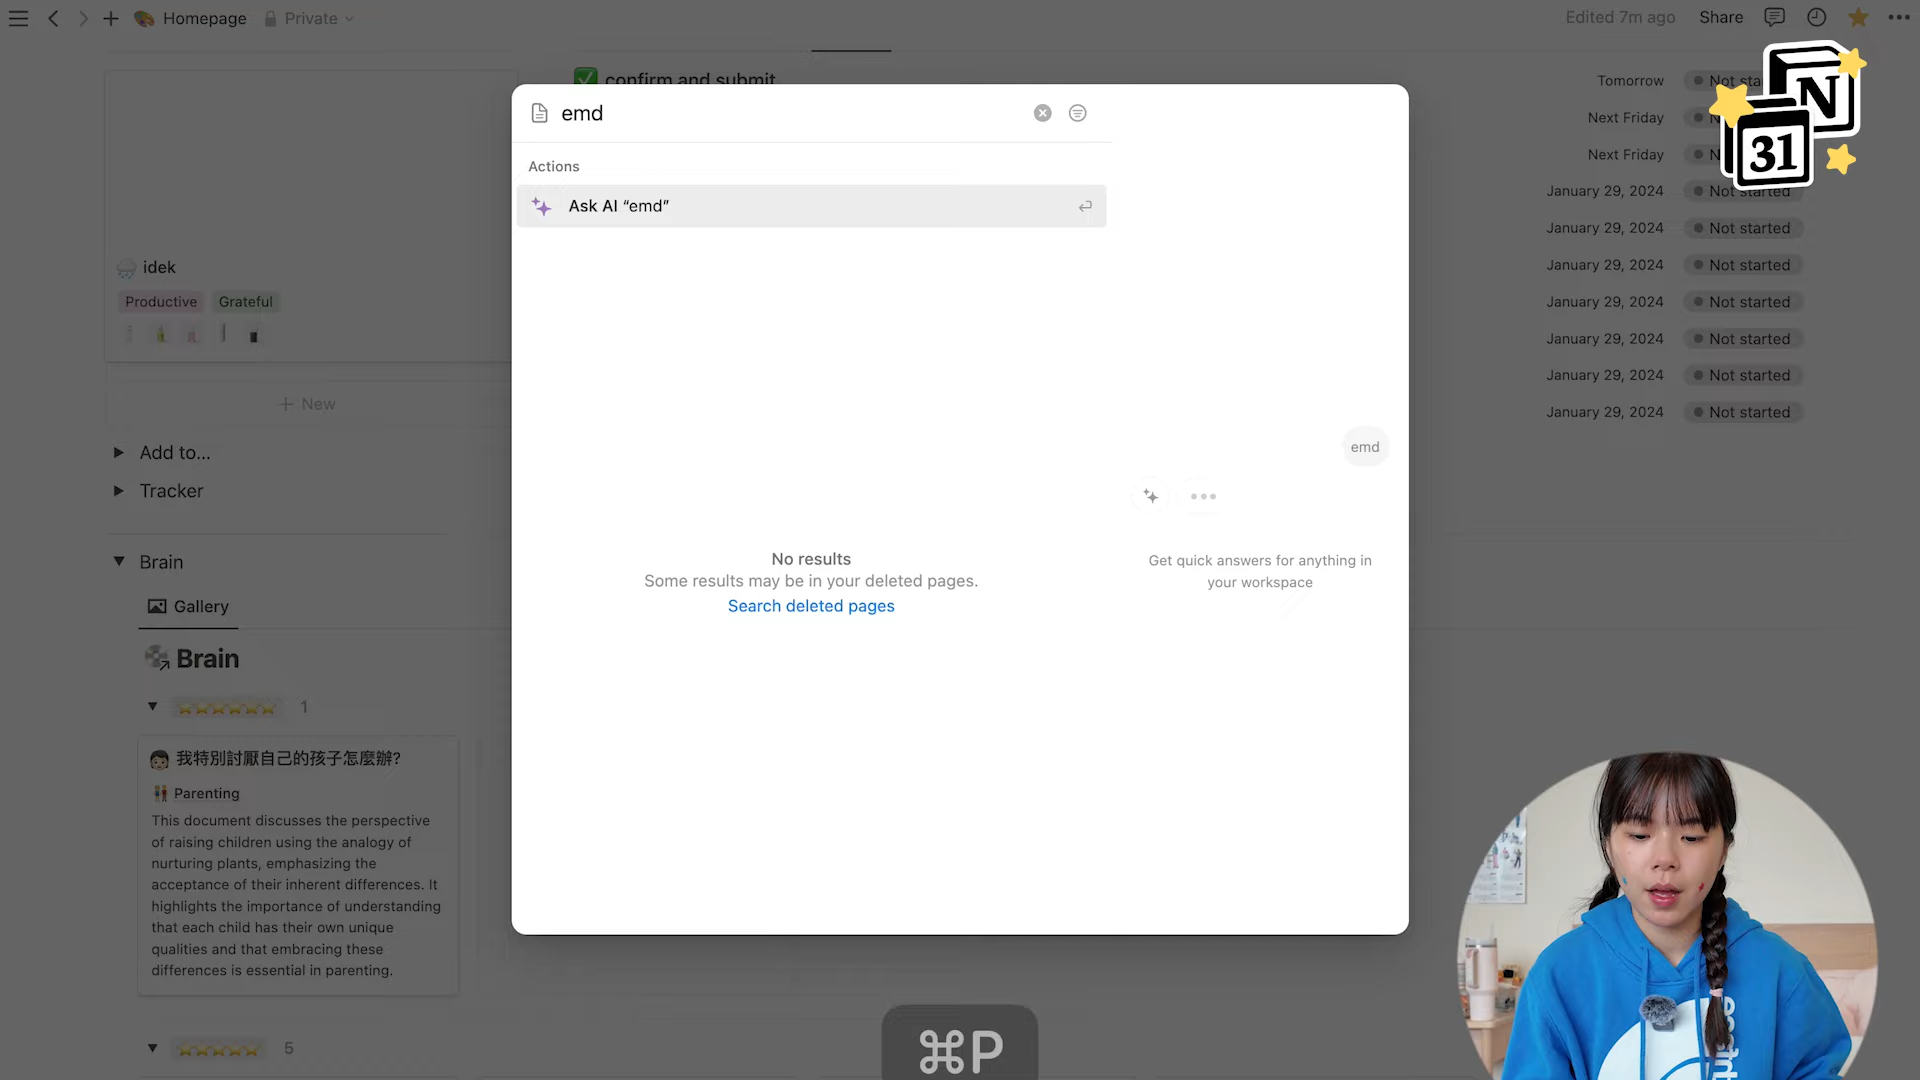 Homepage
Private
Edited 7m ago
Share
confirm and submit
emd
Actions
Ask AI “emd”
No results
Some results may be in your deleted pages.
Search deleted pages
emd
Get quick answers for anything in
your workspace
idek
Productive
Grateful
New
Add to...
Tracker
Brain
Gallery
Brain
1
我特別討厭自己的孩子怎麼辦?
Parenting
This document discusses the perspective
of raising children using the analogy of
nurturing plants, emphasizing the
acceptance of their inherent differences. It
highlights the importance of understanding
that each child has their own unique
qualities and that embracing these
differences is essential in parenting.
5
Tomorrow Not sta
Next Friday N
Next Friday N
January 29, 2024 Not started
January 29, 2024 Not started
January 29, 2024 Not started
January 29, 2024 Not started
January 29, 2024 Not started
January 29, 2024 Not started
January 29, 2024 Not started
N
31
⌘P